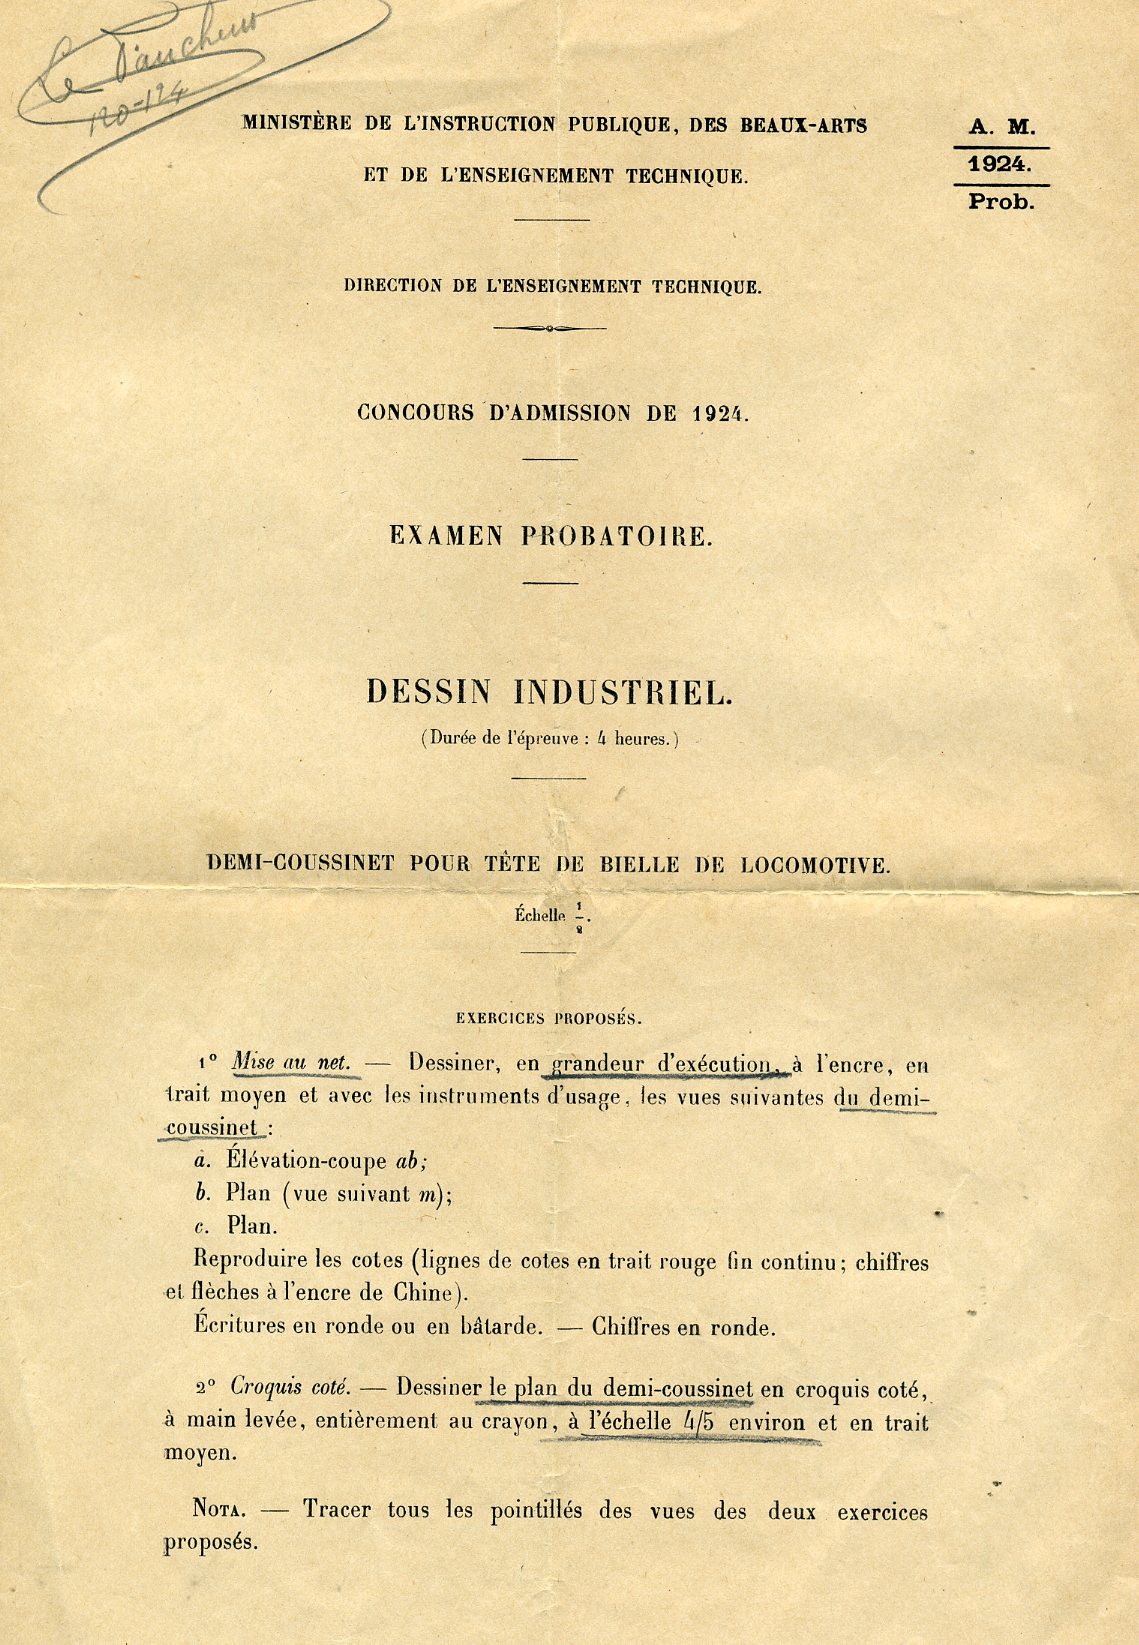 Le Faucheur
120-124
MINISTÈRE DE L'INSTRUCTION PUBLIQUE, DES BEAUX-ARTS
ET DE L'ENSEIGNEMENT TECHNIQUE.
A. M.
1924.
Prob.
DIRECTION DE L'ENSEIGNEMENT TECHNIQUE.
CONCOURS D'ADMISSION DE 1924.
EXAMEN PROBATOIRE.
DESSIN INDUSTRIEL.
(Durée de l'épreuve : 4 heures.)
DEMI-COUSSINET POUR TÊTE DE BIELLE DE LOCOMOTIVE.
Échelle 1/2.
EXERCICES PROPOSÉS.
1° Mise au net. — Dessiner, en grandeur d'exécution, à l'encre, en
trait moyen et avec les instruments d'usage, les vues suivantes du demi-
coussinet :
a. Élévation-coupe ab;
b. Plan (vue suivant m);
c. Plan.
Reproduire les cotes (lignes de cotes en trait rouge fin continu; chiffres
et flèches à l'encre de Chine).
Écritures en ronde ou en bâtarde. — Chiffres en ronde.
2° Croquis coté. — Dessiner le plan du demi-coussinet en croquis coté,
à main levée, entièrement au crayon, à l'échelle 4/5 environ et en trait
moyen.
NOTA. — Tracer tous les pointillés des vues des deux exercices
proposés.